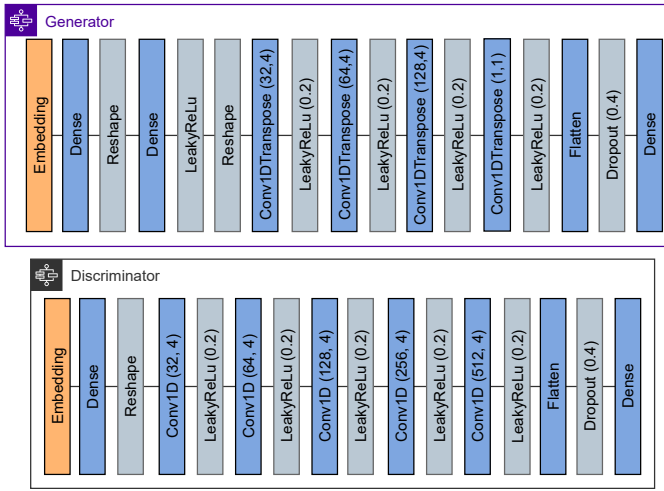 Generator
Embedding
Dense
Reshape
Dense
LeakyReLu
Reshape
Conv1DTranspose (32,4)
LeakyReLu (0.2)
Conv1DTranspose (64,4)
LeakyReLu (0.2)
Conv1DTranspose (128,4)
LeakyReLu (0.2)
Conv1DTranspose (1,1)
LeakyReLu (0.2)
Flatten
Dropout (0.4)
Dense
Discriminator
Embedding
Dense
Reshape
Conv1D (32, 4)
LeakyReLu (0.2)
Conv1D (64, 4)
LeakyReLu (0.2)
Conv1D (128, 4)
LeakyReLu (0.2)
Conv1D (256, 4)
LeakyReLu (0.2)
Conv1D (512, 4)
LeakyReLu (0.2)
Flatten
Dropout (0.4)
Dense